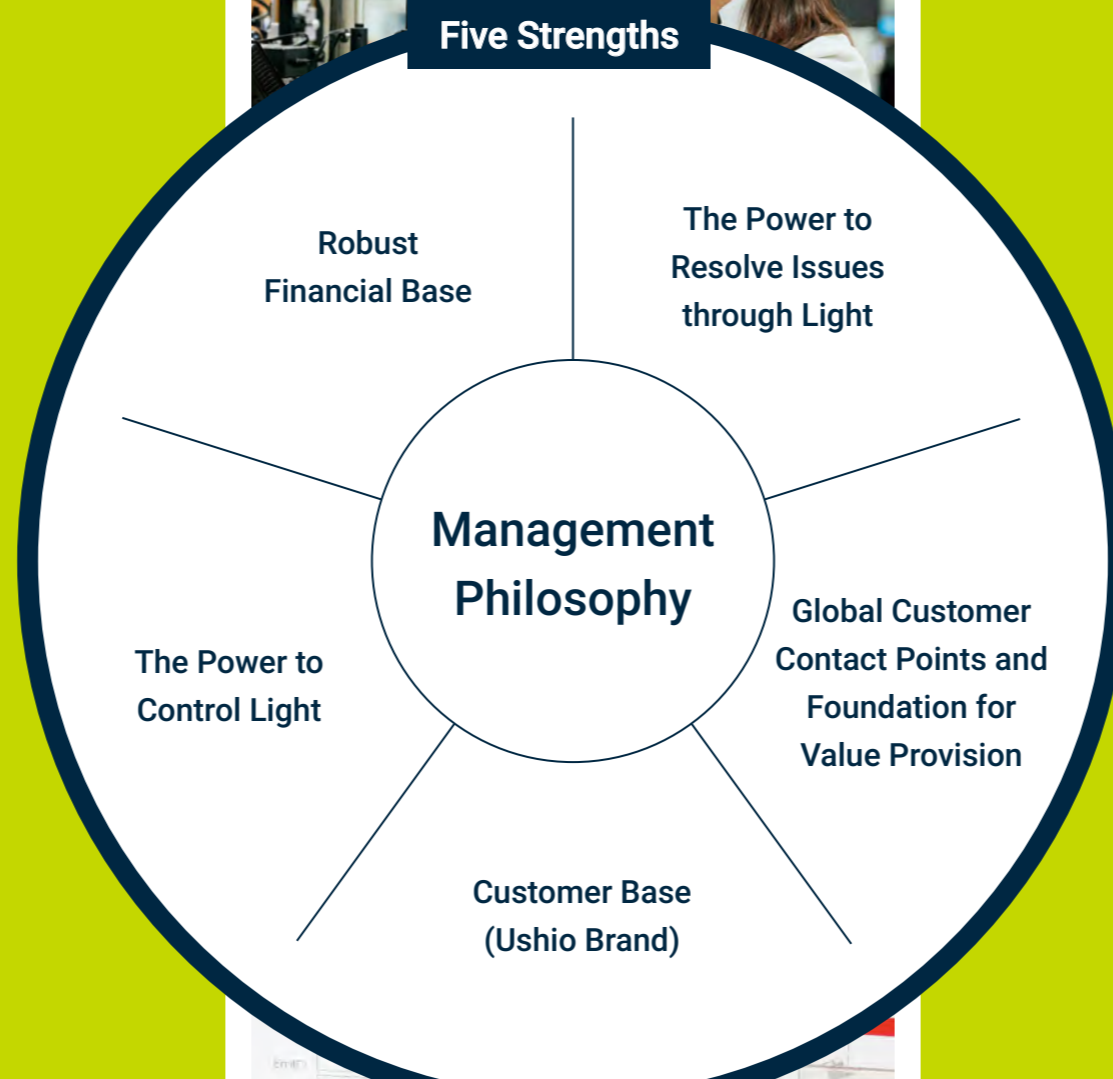 Five Strengths
The Power to
Resolve Issues
through Light
Global Customer
Contact Points and
Foundation for
Value Provision
Customer Base
(Ushio Brand)
The Power to
Control Light
Robust
Financial Base
Management
Philosophy